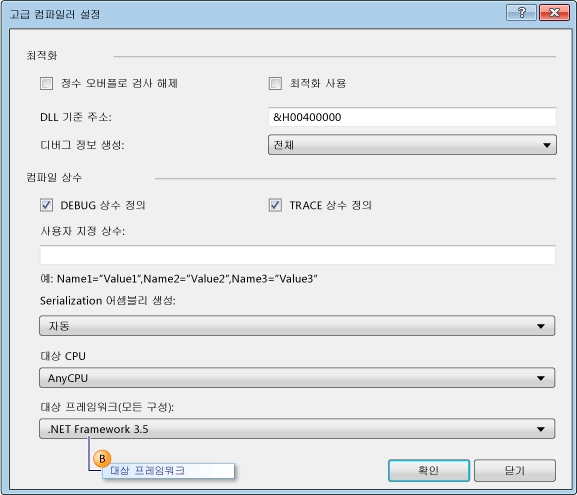 고급 컴파일러 설정
최적화
정수 오버플로 검사 해제
최적화 사용
DLL 기준 주소:
&H00400000
디버그 정보 생성:
전체
컴파일 상수
DEBUG 상수 정의
TRACE 상수 정의
사용자 지정 상수:
예: Name1="Value1",Name2="Value2",Name3="Value3"
Serialization 어셈블리 생성:
자동
대상 CPU
AnyCPU
대상 프레임워크(모든 구성):
.NET Framework 3.5
B
대상 프레임워크
확인
닫기